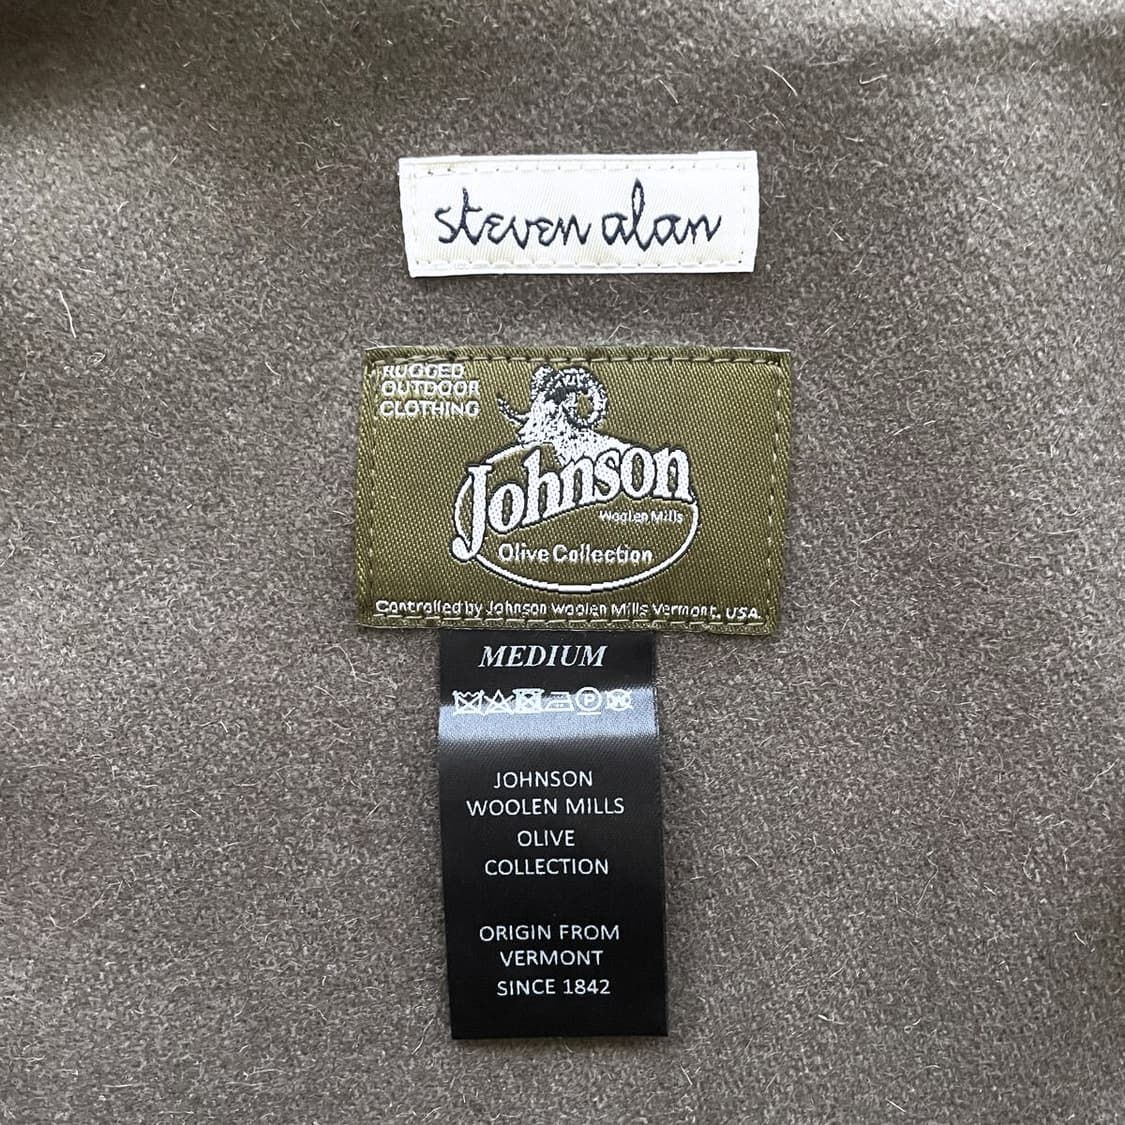 steven alan
RUGGED
OUTDOOR
CLOTHING
Johnson
Woolen Mills
Olive Collection
Controlled by Johnson Woolen Mills Vermont, USA.
MEDIUM
P
JOHNSON
WOOLEN MILLS
OLIVE
COLLECTION
ORIGIN FROM
VERMONT
SINCE 1842